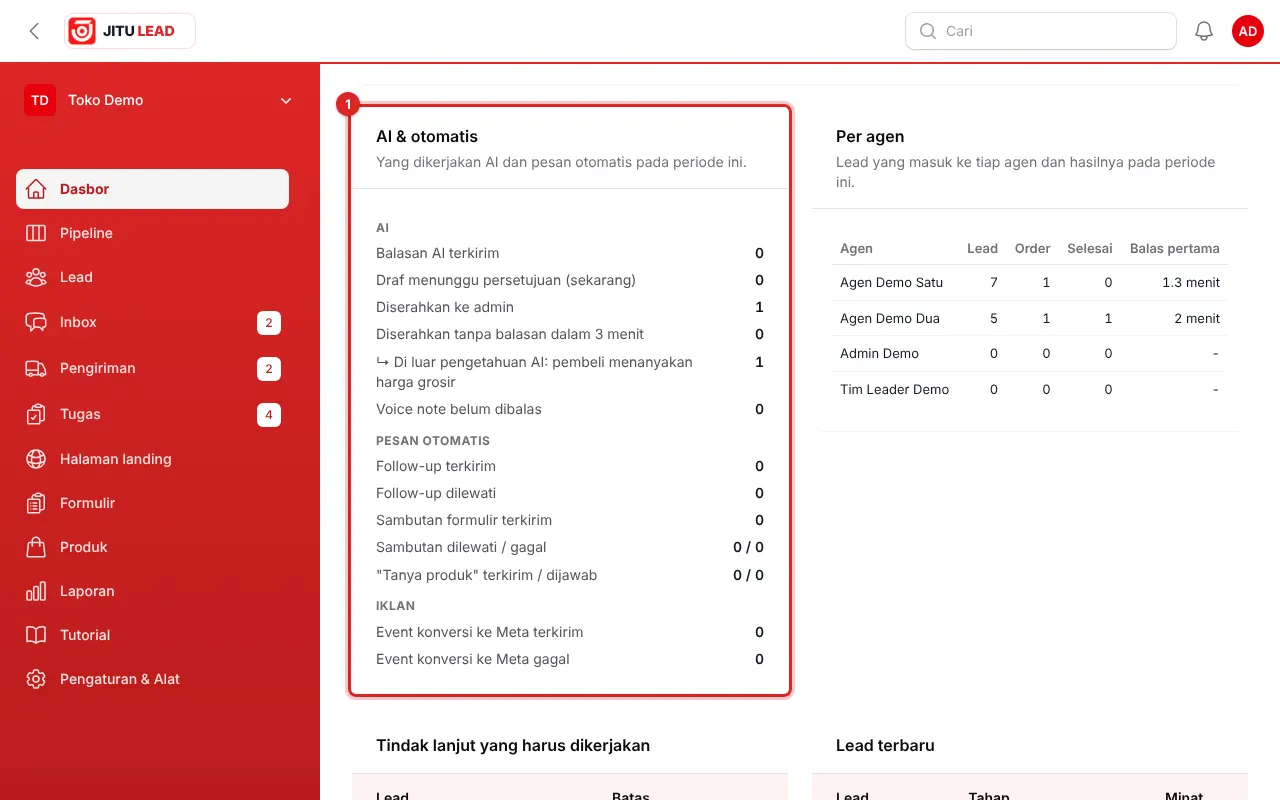 JITU LEAD
Cari
AD
TD
Toko Demo
Dasbor
Pipeline
Lead
Inbox 2
Pengiriman 2
Tugas 4
Halaman landing
Formulir
Produk
Laporan
Tutorial
Pengaturan & Alat
1
AI & otomatis
Yang dikerjakan AI dan pesan otomatis pada periode ini.
AI
Balasan AI terkirim 0
Draf menunggu persetujuan (sekarang) 0
Diserahkan ke admin 1
Diserahkan tanpa balasan dalam 3 menit 0
↳ Di luar pengetahuan AI: pembeli menanyakan 1
harga grosir
Voice note belum dibalas 0
PESAN OTOMATIS
Follow-up terkirim 0
Follow-up dilewati 0
Sambutan formulir terkirim 0
Sambutan dilewati / gagal 0 / 0
"Tanya produk" terkirim / dijawab 0 / 0
IKLAN
Event konversi ke Meta terkirim 0
Event konversi ke Meta gagal 0
Per agen
Lead yang masuk ke tiap agen dan hasilnya pada periode
ini.
Agen Lead Order Selesai Balas pertama
Agen Demo Satu 7 1 0 1.3 menit
Agen Demo Dua 5 1 1 2 menit
Admin Demo 0 0 0 -
Tim Leader Demo 0 0 0 -
Tindak lanjut yang harus dikerjakan
Lead Batas
Lead terbaru
Lead Tahap Minat